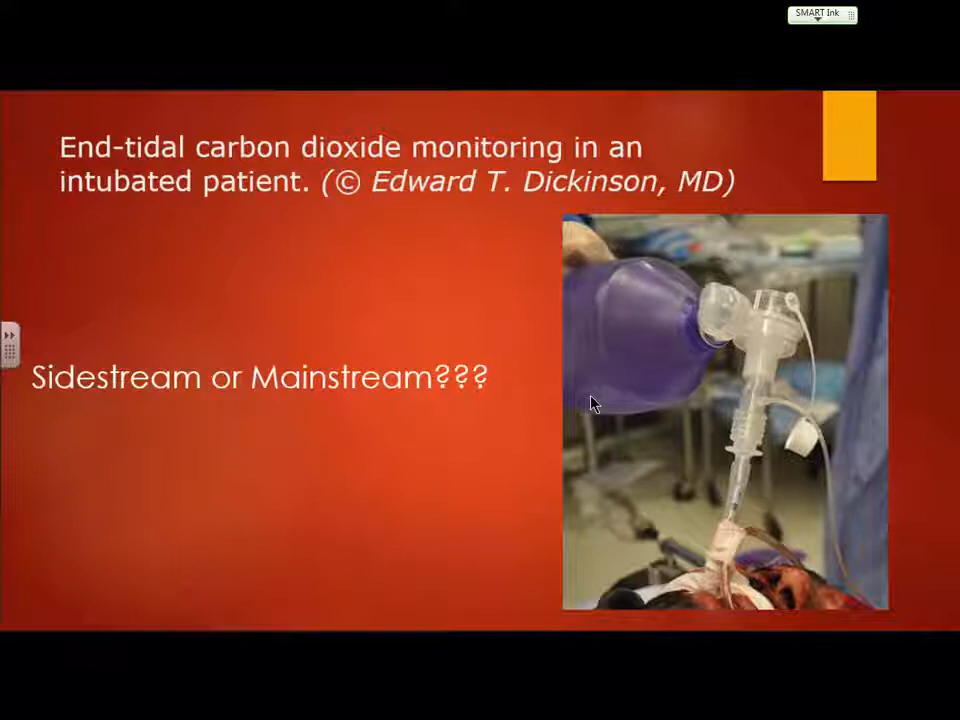 SMART Ink
End-tidal carbon dioxide monitoring in an
intubated patient. (© Edward T. Dickinson, MD)
Sidestream or Mainstream???